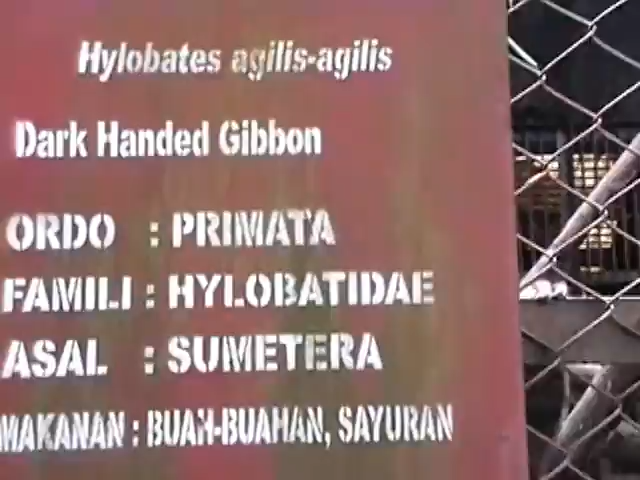 Hylobates agilis-agilis
Dark Handed Gibbon
ORDO : PRIMATA
FAMILI : HYLOBATIDAE
ASAL : SUMETERA
MAKANAN : BUAH-BUAHAN, SAYURAN